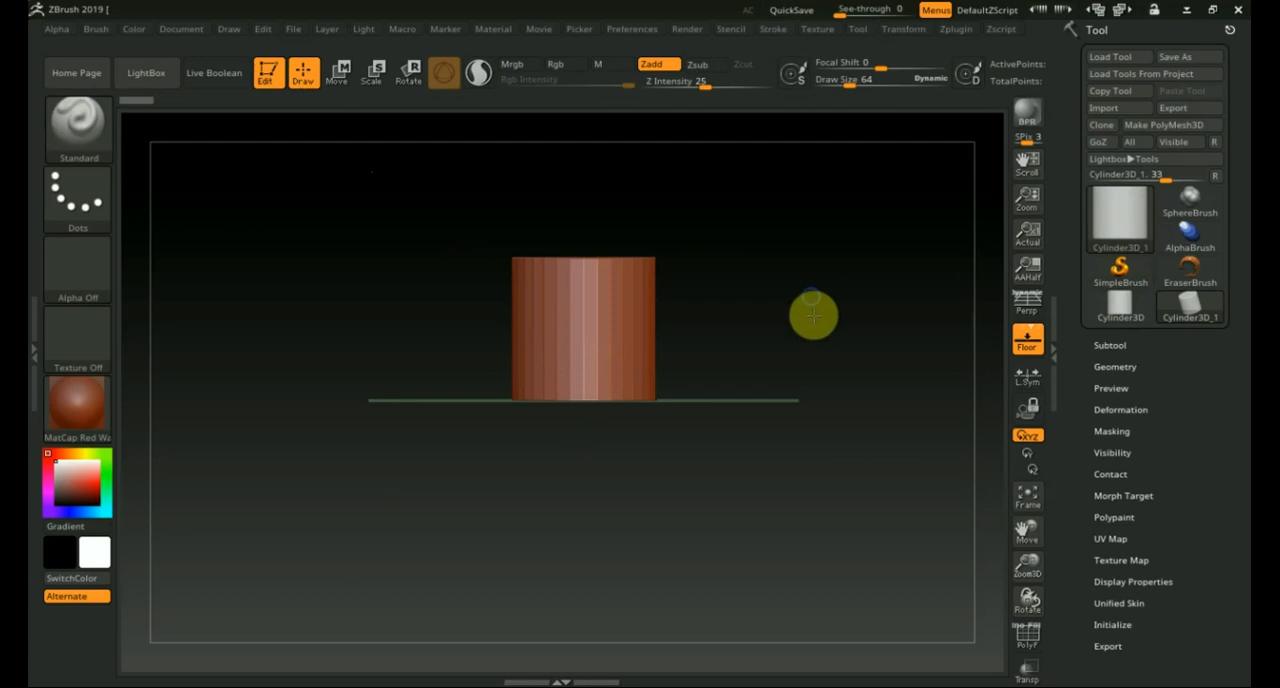 ZBrush 2019 [
AC QuickSave See-through 0 Menus DefaultZScript
Alpha Brush Color Document Draw Edit File Layer Light Macro Marker Material Movie Picker Preferences Render Stencil Stroke Texture Tool Transform Zplugin Zscript
Home Page LightBox Live Boolean Edit Draw Move Scale Rotate
Mrgb Rgb M Zadd Zsub Zcut
Rgb Intensity Z Intensity 25
Focal Shift 0
Draw Size 64 Dynamic
S
D
ActivePoints:
TotalPoints:
Standard
Dots
Alpha Off
Texture Off
MatCap Red Wa
Gradient
SwitchColor
Alternate
BPR
SPix 3
Scroll
Zoom
Actual
AAHalf
Dynamic
Persp
Floor
L.Sym
XYZ
Frame
Move
Zoom3D
Rotate
PolyF
Transp
Tool
Load Tool Save As
Load Tools From Project
Copy Tool Paste Tool
Import Export
Clone Make PolyMesh3D
GoZ All Visible R
Lightbox▶Tools
Cylinder3D_1. 33 R
Cylinder3D_1
SphereBrush
AlphaBrush
SimpleBrush
EraserBrush
Cylinder3D
Cylinder3D_1
Subtool
Geometry
Preview
Deformation
Masking
Visibility
Contact
Morph Target
Polypaint
UV Map
Texture Map
Display Properties
Unified Skin
Initialize
Export